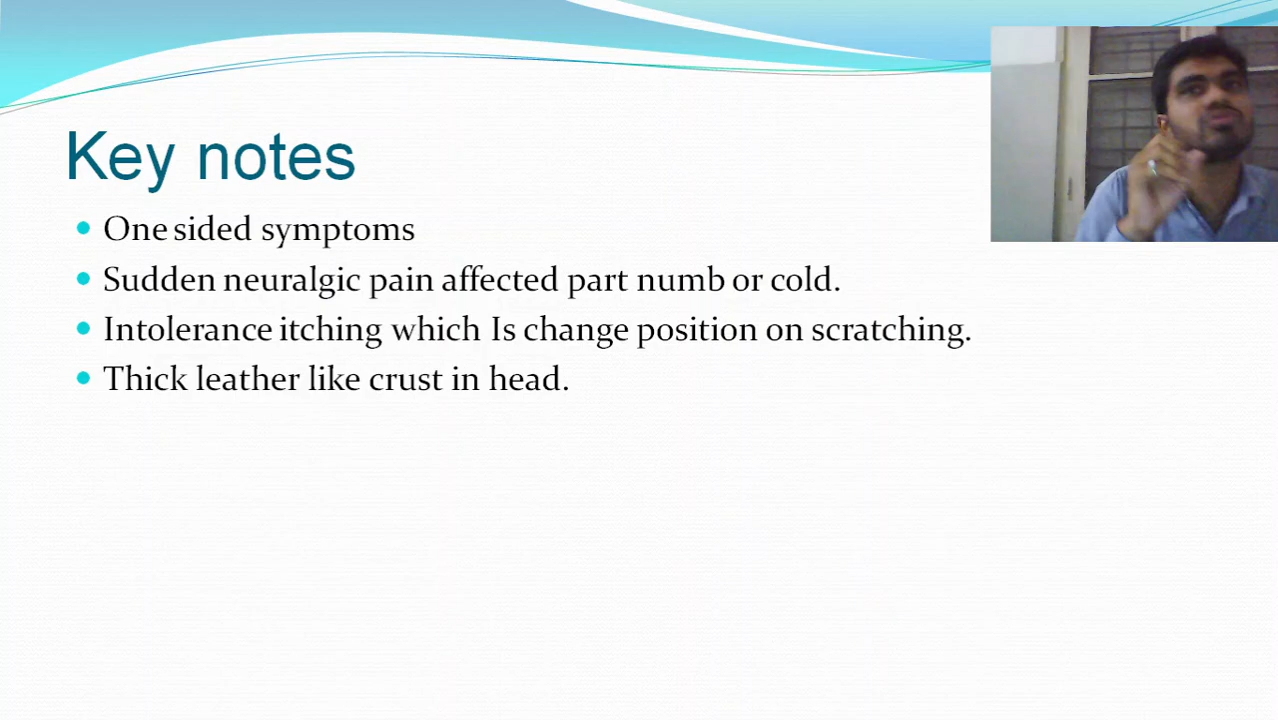 Key notes
One sided symptoms
Sudden neuralgic pain affected part numb or cold.
Intolerance itching which Is change position on scratching.
Thick leather like crust in head.